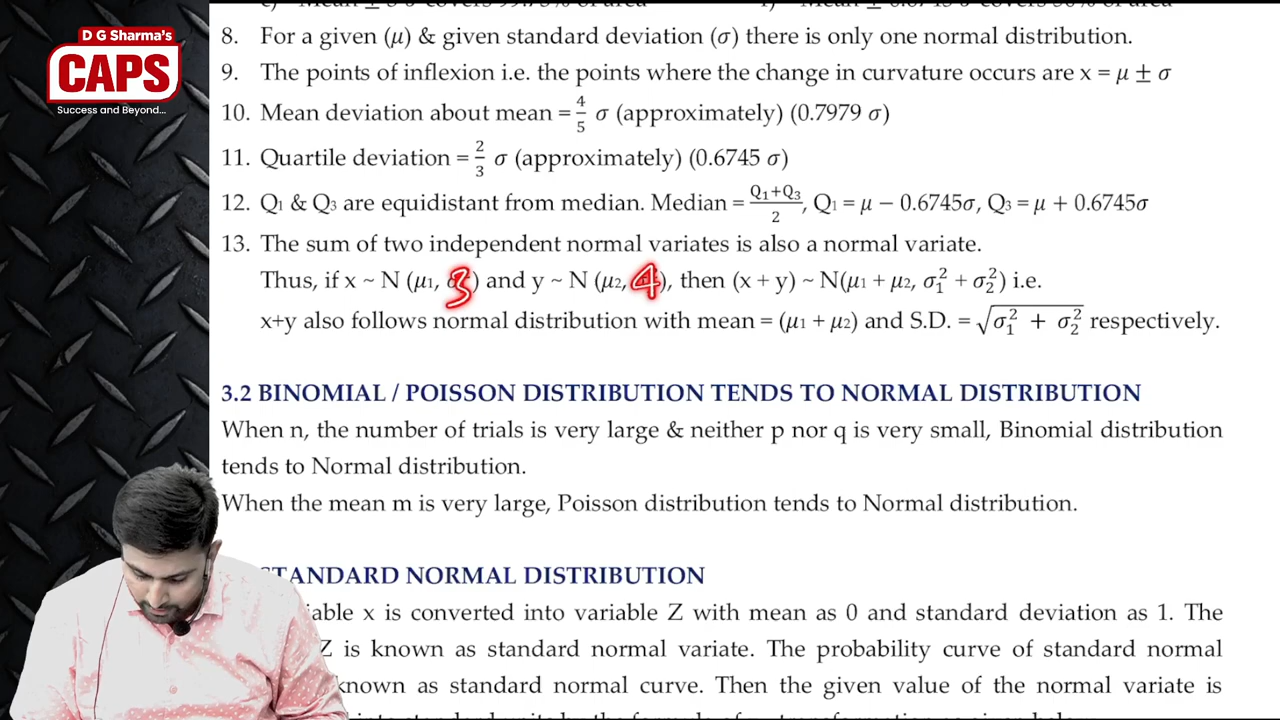 D G Sharma's
CAPS
Success and Beyond...
8. For a given (μ) & given standard deviation (σ) there is only one normal distribution.
9. The points of inflexion i.e. the points where the change in curvature occurs are x = μ ± σ
10. Mean deviation about mean = 4/5 σ (approximately) (0.7979 σ)
11. Quartile deviation = 2/3 σ (approximately) (0.6745 σ)
12. Q₁ & Q₃ are equidistant from median. Median = Q₁+Q₃/2, Q₁ = μ − 0.6745σ, Q₃ = μ + 0.6745σ
13. The sum of two independent normal variates is also a normal variate.
Thus, if x ~ N (μ₁, 3) and y ~ N (μ₂, 4), then (x + y) ~ N(μ₁ + μ₂, σ₁² + σ₂²) i.e.
x+y also follows normal distribution with mean = (μ₁ + μ₂) and S.D. = √σ₁² + σ₂² respectively.
3.2 BINOMIAL / POISSON DISTRIBUTION TENDS TO NORMAL DISTRIBUTION
When n, the number of trials is very large & neither p nor q is very small, Binomial distribution
tends to Normal distribution.
When the mean m is very large, Poisson distribution tends to Normal distribution.
STANDARD NORMAL DISTRIBUTION
x is converted into variable Z with mean as 0 and standard deviation as 1. The
Z is known as standard normal variate. The probability curve of standard normal
known as standard normal curve. Then the given value of the normal variate is